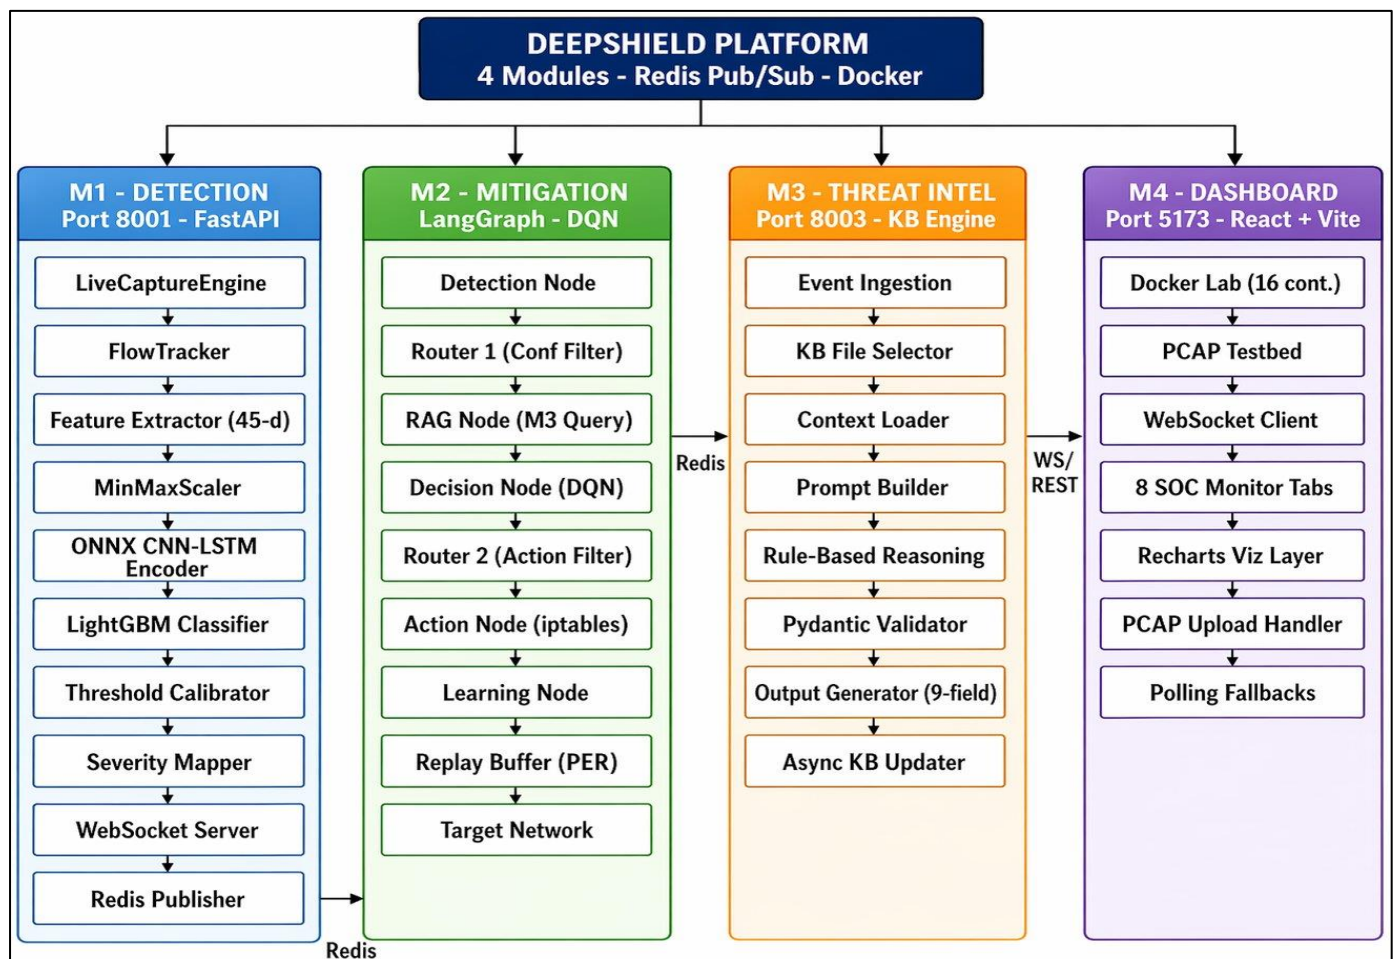 DEEPSHIELD PLATFORM
4 Modules - Redis Pub/Sub - Docker
M1 - DETECTION
Port 8001 - FastAPI
LiveCaptureEngine
FlowTracker
Feature Extractor (45-d)
MinMaxScaler
ONNX CNN-LSTM
Encoder
LightGBM Classifier
Threshold Calibrator
Severity Mapper
WebSocket Server
Redis Publisher
Redis
M2 - MITIGATION
LangGraph - DQN
Detection Node
Router 1 (Conf Filter)
RAG Node (M3 Query)
Decision Node (DQN)
Router 2 (Action Filter)
Action Node (iptables)
Learning Node
Replay Buffer (PER)
Target Network
Redis
M3 - THREAT INTEL
Port 8003 - KB Engine
Event Ingestion
KB File Selector
Context Loader
Prompt Builder
Rule-Based Reasoning
Pydantic Validator
Output Generator (9-field)
Async KB Updater
WS/
REST
M4 - DASHBOARD
Port 5173 - React + Vite
Docker Lab (16 cont.)
PCAP Testbed
WebSocket Client
8 SOC Monitor Tabs
Recharts Viz Layer
PCAP Upload Handler
Polling Fallbacks